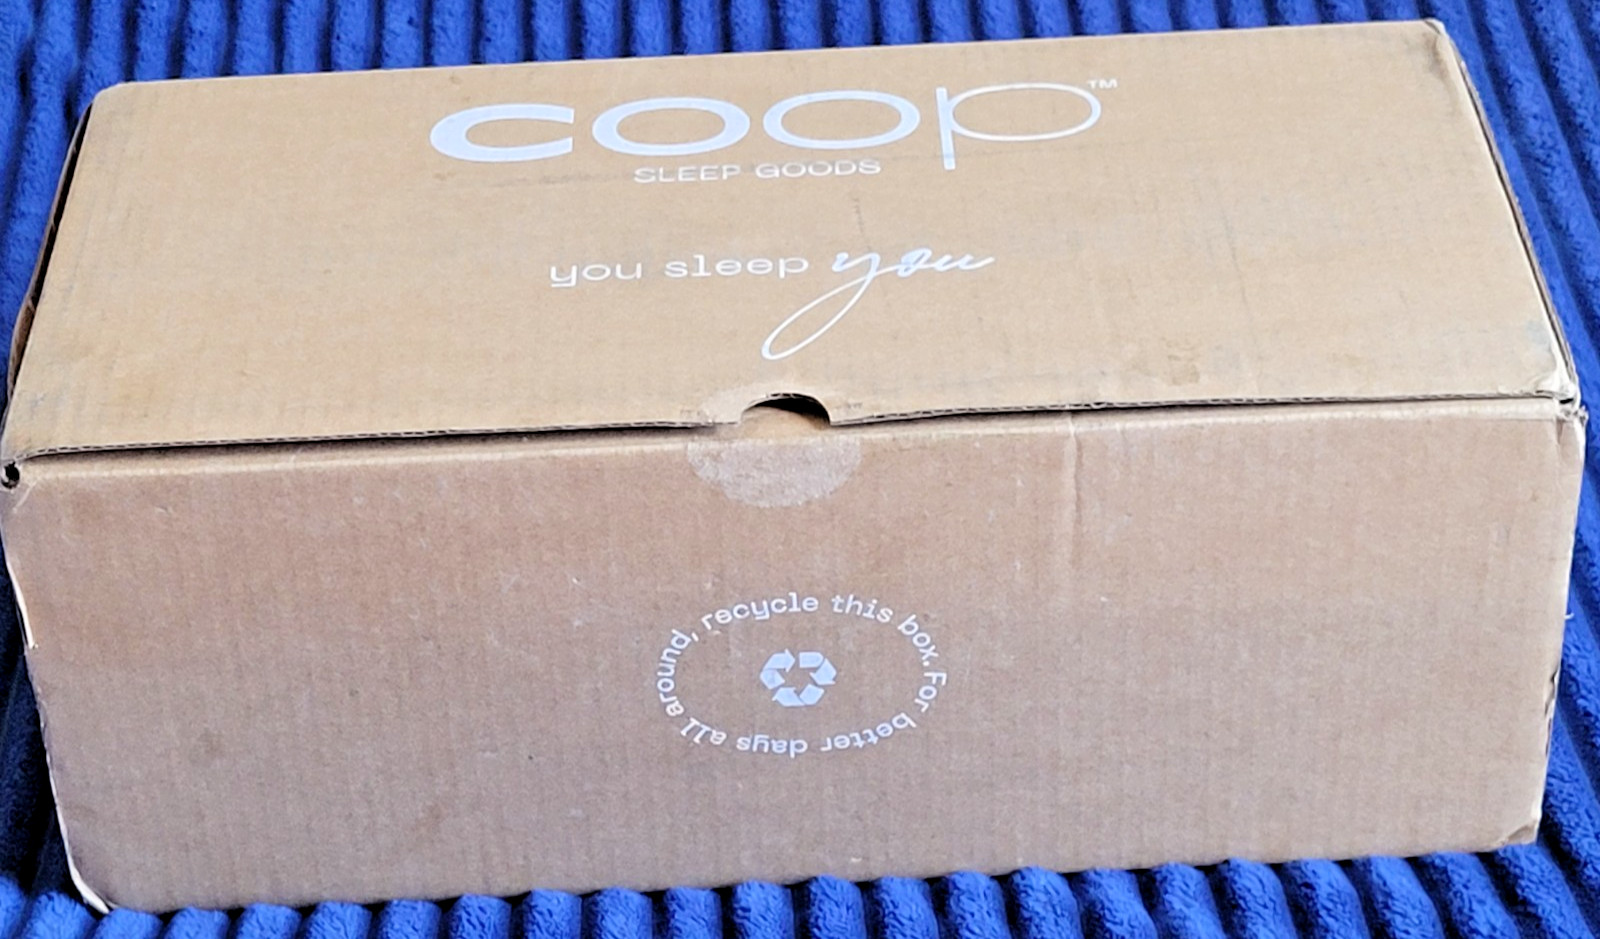 coop™
SLEEP GOODS
you sleep you
For better days all around, recycle this box.